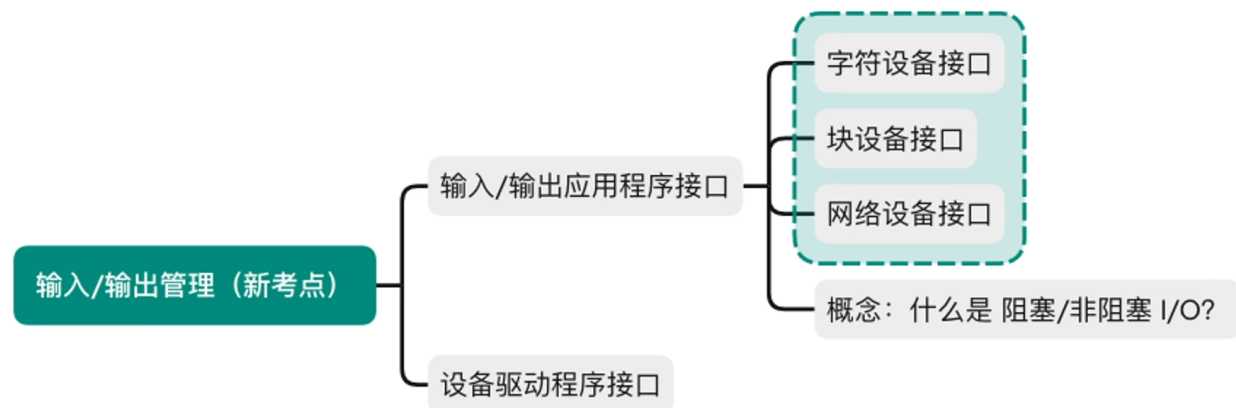 输入/输出管理（新考点）
输入/输出应用程序接口
字符设备接口
块设备接口
网络设备接口
概念：什么是 阻塞/非阻塞 I/O?
设备驱动程序接口